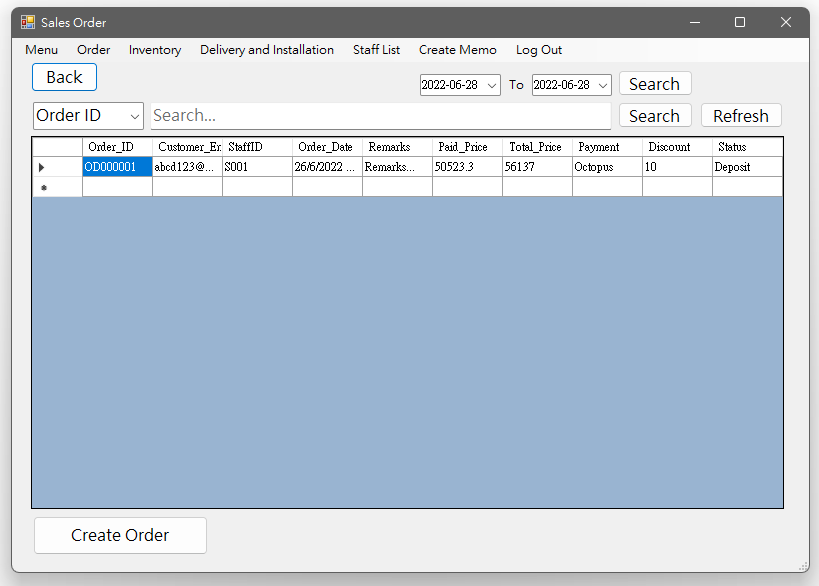 Sales Order
Menu Order Inventory Delivery and Installation Staff List Create Memo Log Out
Back
2022-06-28 To 2022-06-28 Search
Order ID Search... Search Refresh
Order_ID Customer_Er StaffID Order_Date Remarks Paid_Price Total_Price Payment Discount Status
OD000001 abcd123@... S001 26/6/2022 ... Remarks... 50523.3 56137 Octopus 10 Deposit
Create Order